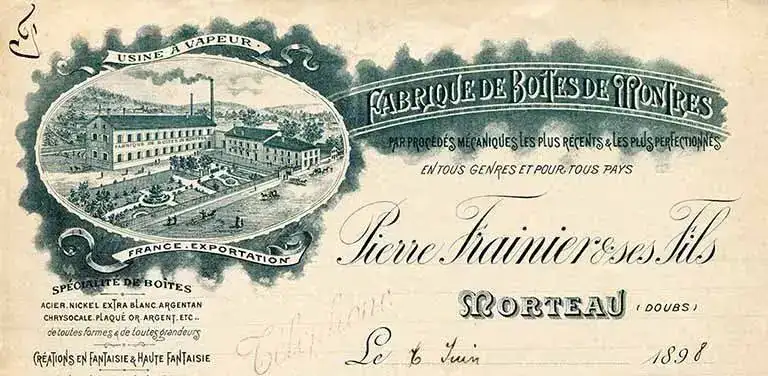 USINE A VAPEUR.
FABRIQUE DE BOÎTES DE MONTRES
PAR PROCÉDÉS MÉCANIQUES LES PLUS RÉCENTS & LES PLUS PERFECTIONNÉS
EN TOUS GENRES ET POUR TOUS PAYS
FRANCE.EXPORTATION
Pierre Frainier & ses Fils
MORTEAU (DOUBS)
SPÉCIALITÉ DE BOÎTES
ACIER, NICKEL EXTRA BLANC, ARGENTAN
CHRYSOCALE, PLAQUÉ OR, ARGENT, ETC..
de toutes formes & de toutes grandeurs
CRÉATIONS EN FANTAISIE & HAUTE FANTAISIE
Téléphone
Le 6 Juin 1898